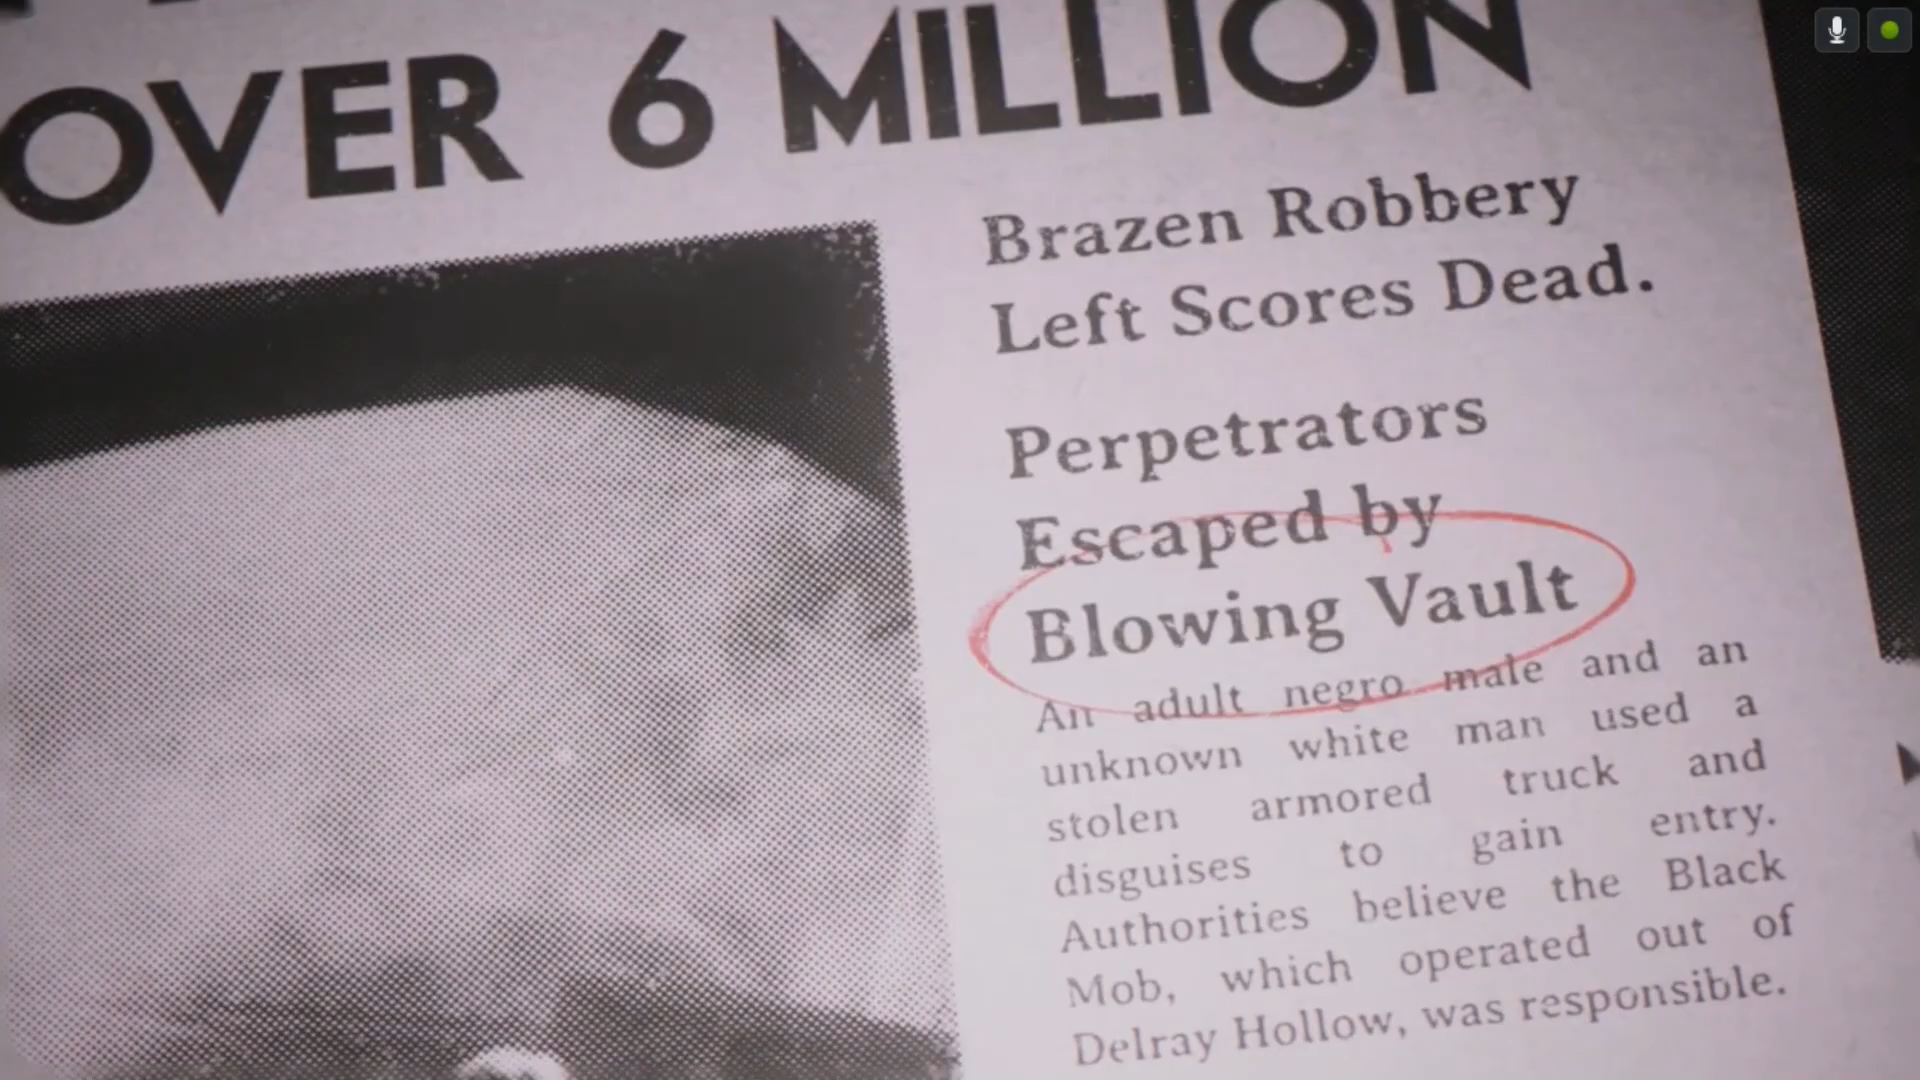 OVER 6 MILLION
Brazen Robbery
Left Scores Dead.
Perpetrators
Escaped by
Blowing Vault
An adult negro male and an
unknown white man used a
stolen armored truck and
disguises to gain entry.
Authorities believe the Black
Mob, which operated out of
Delray Hollow, was responsible.